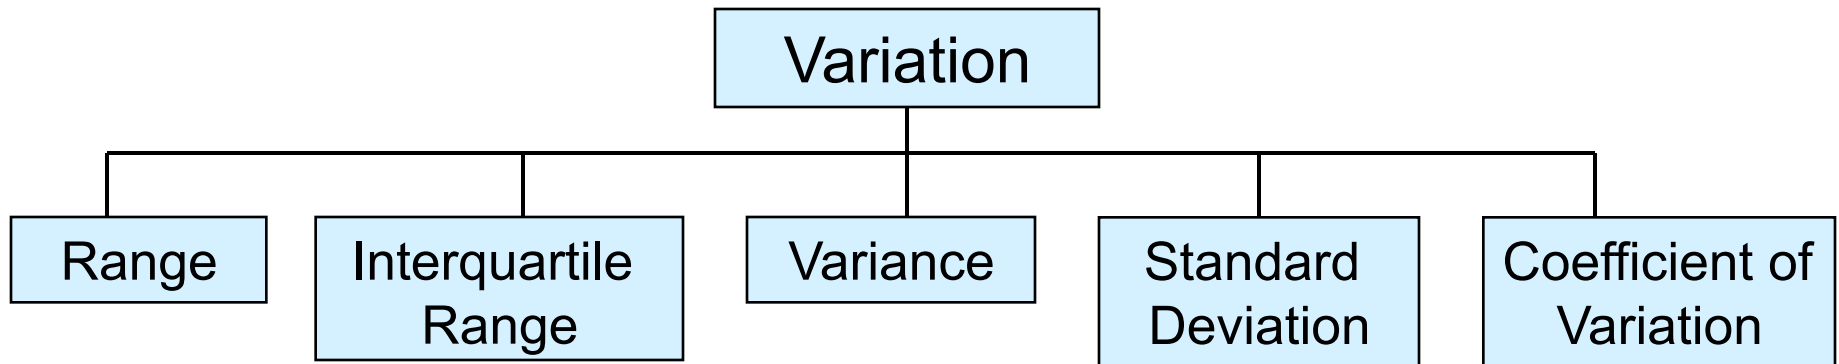 Variation
Range
Interquartile
Range
Variance
Standard
Deviation
Coefficient of
Variation